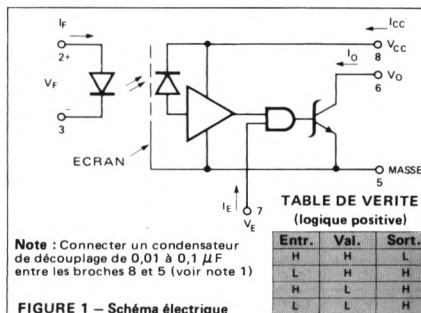 IF
ICC
2+
VCC
8
VF
IO
VO
6
3
ECRAN
MASSE
5
IE
7
VE
TABLE DE VERITE
(logique positive)
Entr. Val. Sort.
H H L
L H H
H L H
L L H
Note : Connecter un condensateur
de découplage de 0,01 à 0,1 µF
entre les broches 8 et 5 (voir note 1)
FIGURE 1 — Schéma électrique